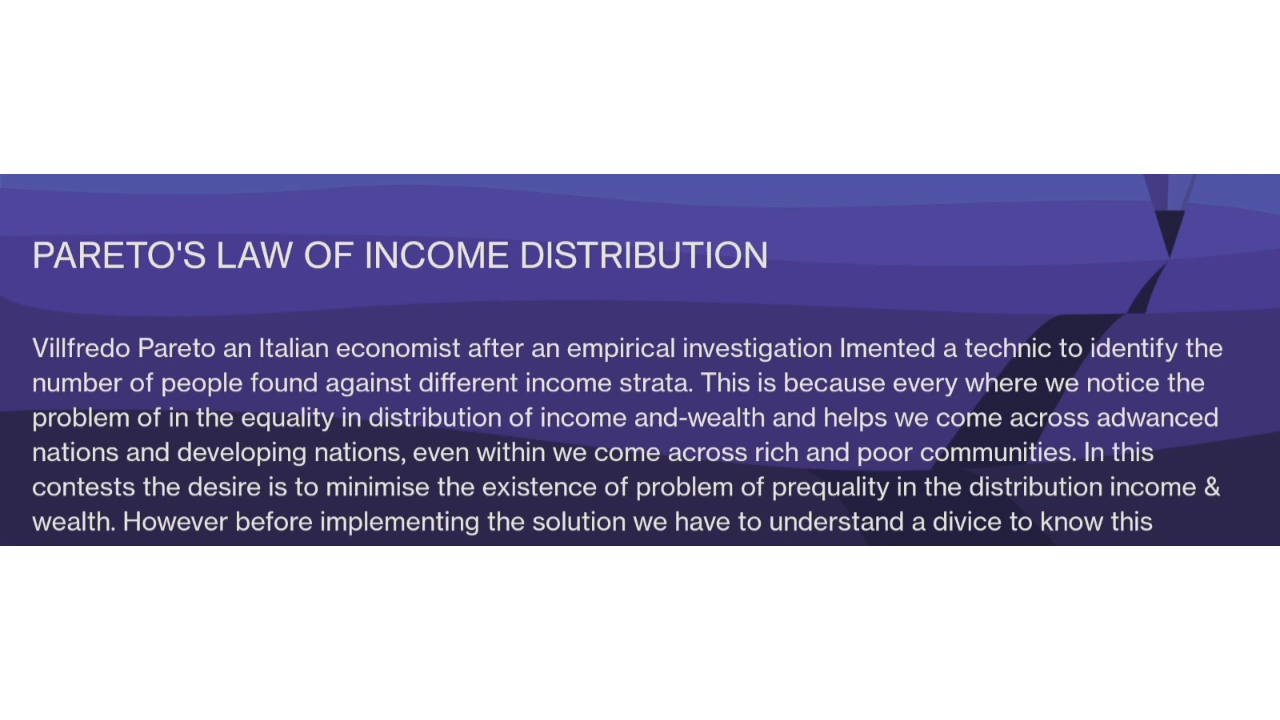 PARETO'S LAW OF INCOME DISTRIBUTION
Villfredo Pareto an Italian economist after an empirical investigation Imented a technic to identify the
number of people found against different income strata. This is because every where we notice the
problem of in the equality in distribution of income and-wealth and helps we come across adwanced
nations and developing nations, even within we come across rich and poor communities. In this
contests the desire is to minimise the existence of problem of prequality in the distribution income &
wealth. However before implementing the solution we have to understand a divice to know this